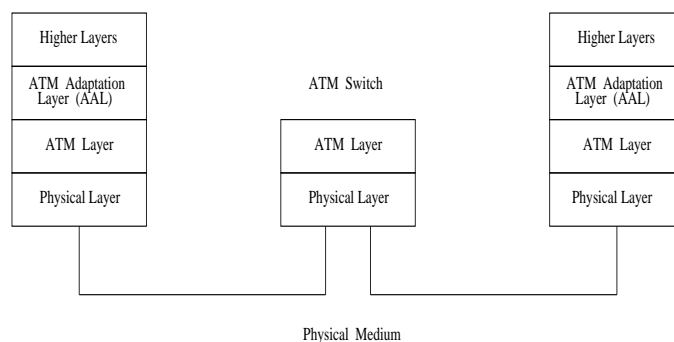 Higher Layers
ATM Adaptation
Layer (AAL)
ATM Layer
Physical Layer
ATM Switch
ATM Layer
Physical Layer
Higher Layers
ATM Adaptation
Layer (AAL)
ATM Layer
Physical Layer
Physical Medium